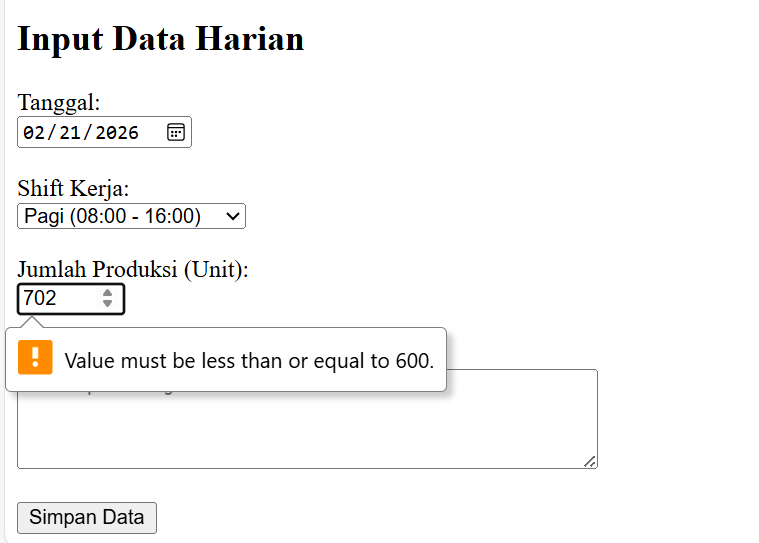 Input Data Harian
Tanggal:
02/21/2026
Shift Kerja:
Pagi (08:00 - 16:00)
Jumlah Produksi (Unit):
702
Value must be less than or equal to 600.
Simpan Data